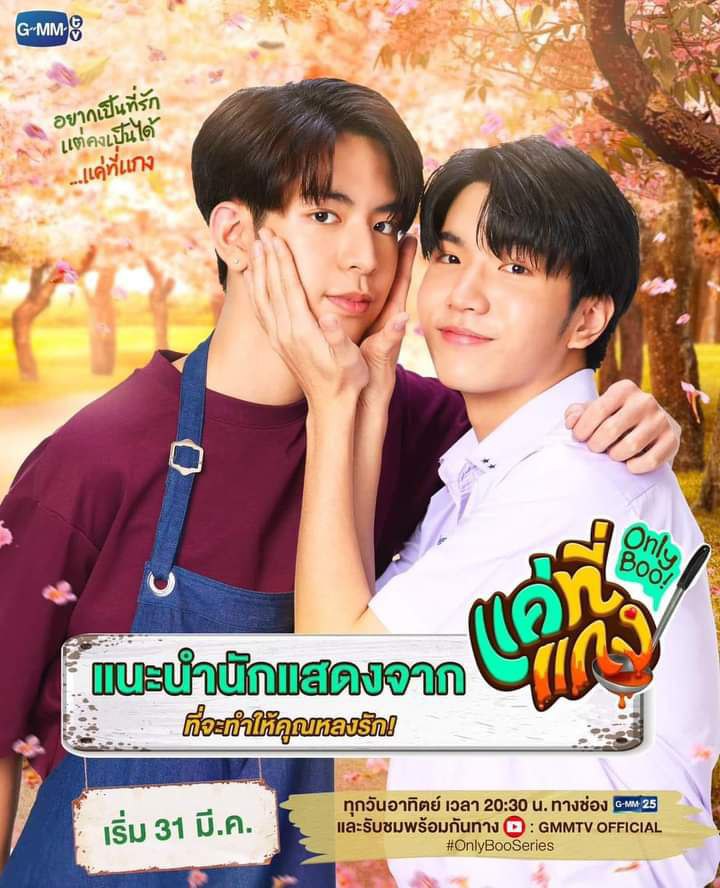 GMM TV
อยากเป็นที่รัก
แต่คงเป็นได้
...แค่ที่แกง
Only
Boo!
แค่ที่
แกง
แนะนำนักแสดงจาก
ที่จะทำให้คุณหลงรัก!
เริ่ม 31 มี.ค.
ทุกวันอาทิตย์ เวลา 20:30 น. ทางช่อง GMM 25
และรับชมพร้อมกันทาง : GMMTV OFFICIAL
#OnlyBooSeries